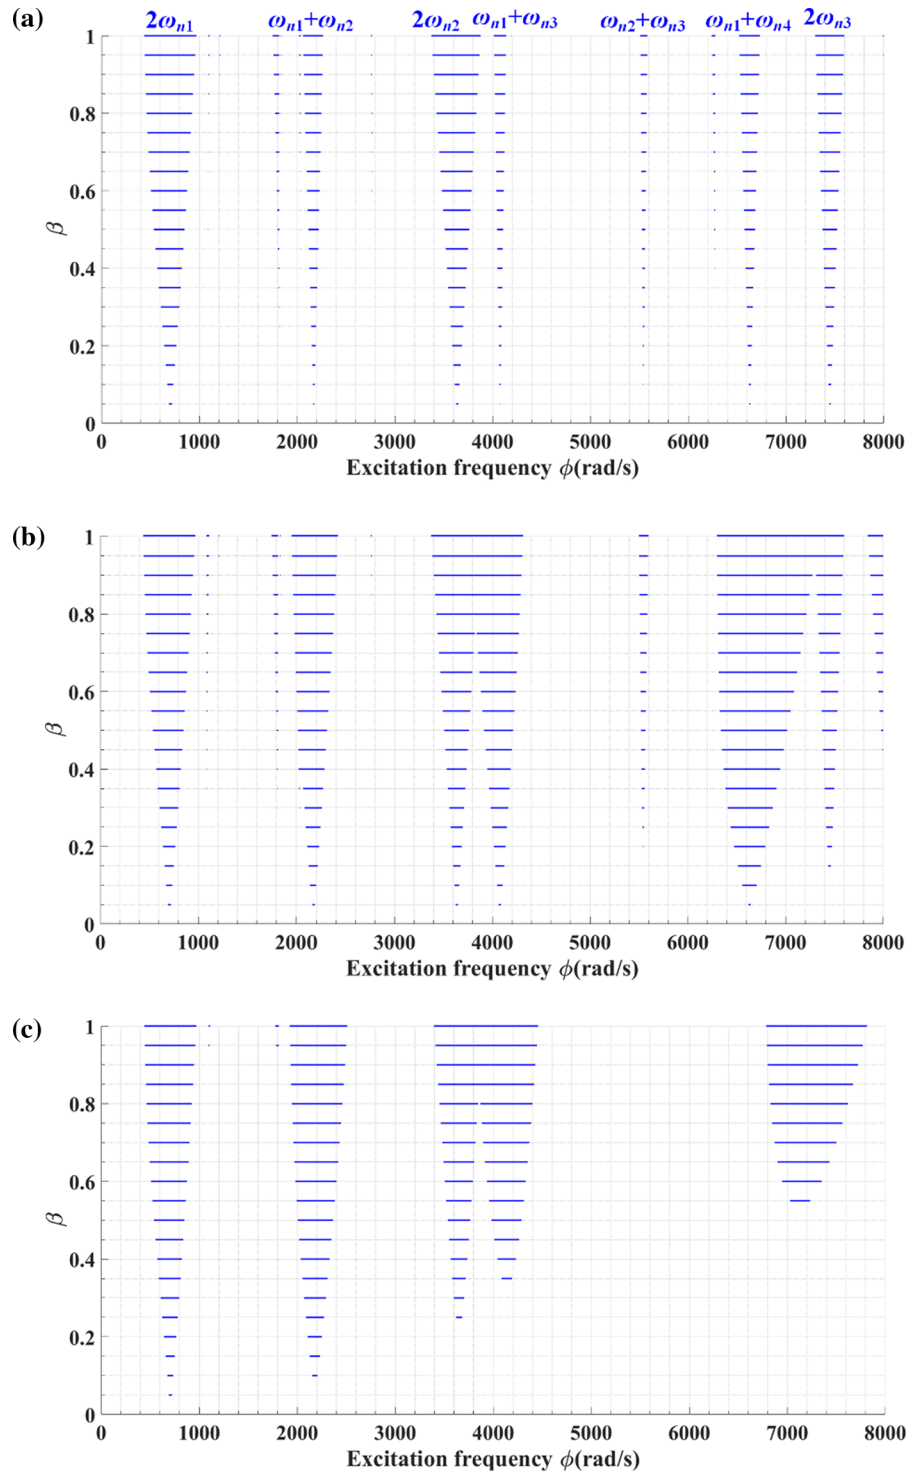 (a)
2ωn1 ωn1+ωn2 2ωn2 ωn1+ωn3 ωn2+ωn3 ωn1+ωn4 2ωn3
1
0.8
0.6
β
0.4
0.2
0
0 1000 2000 3000 4000 5000 6000 7000 8000
Excitation frequency ϕ(rad/s)
(b)
1
0.8
0.6
β
0.4
0.2
0
0 1000 2000 3000 4000 5000 6000 7000 8000
Excitation frequency ϕ(rad/s)
(c)
1
0.8
0.6
β
0.4
0.2
0
0 1000 2000 3000 4000 5000 6000 7000 8000
Excitation frequency ϕ(rad/s)